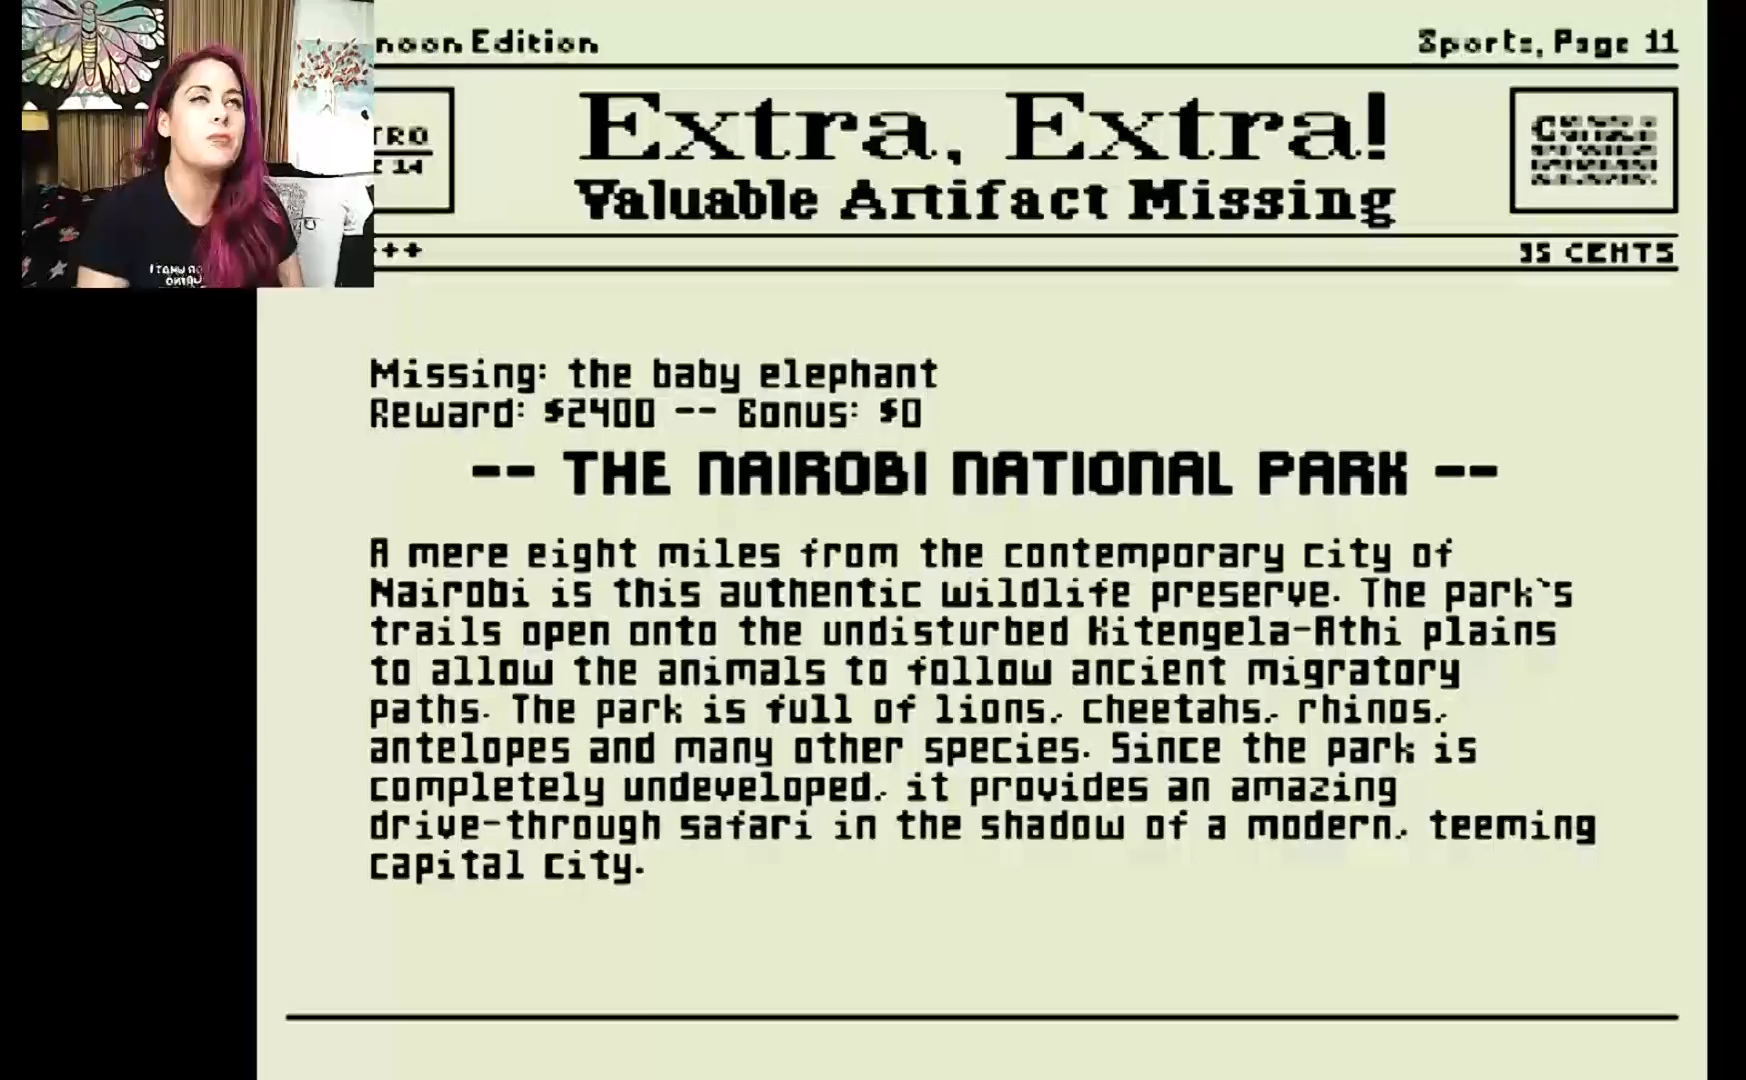 noon Edition
Sports, Page 11
TRO
14
Extra, Extra!
Valuable Artifact Missing
+++
35 CENTS
Missing: the baby elephant
Reward: $2400 -- Bonus: $0
-- THE NAIROBI NATIONAL PARK --
A mere eight miles from the contemporary city of
Nairobi is this authentic wildlife preserve. The park's
trails open onto the undisturbed Kitengela-Athi plains
to allow the animals to follow ancient migratory
paths. The park is full of lions, cheetahs, rhinos,
antelopes and many other species. Since the park is
completely undeveloped, it provides an amazing
drive-through safari in the shadow of a modern, teeming
capital city.